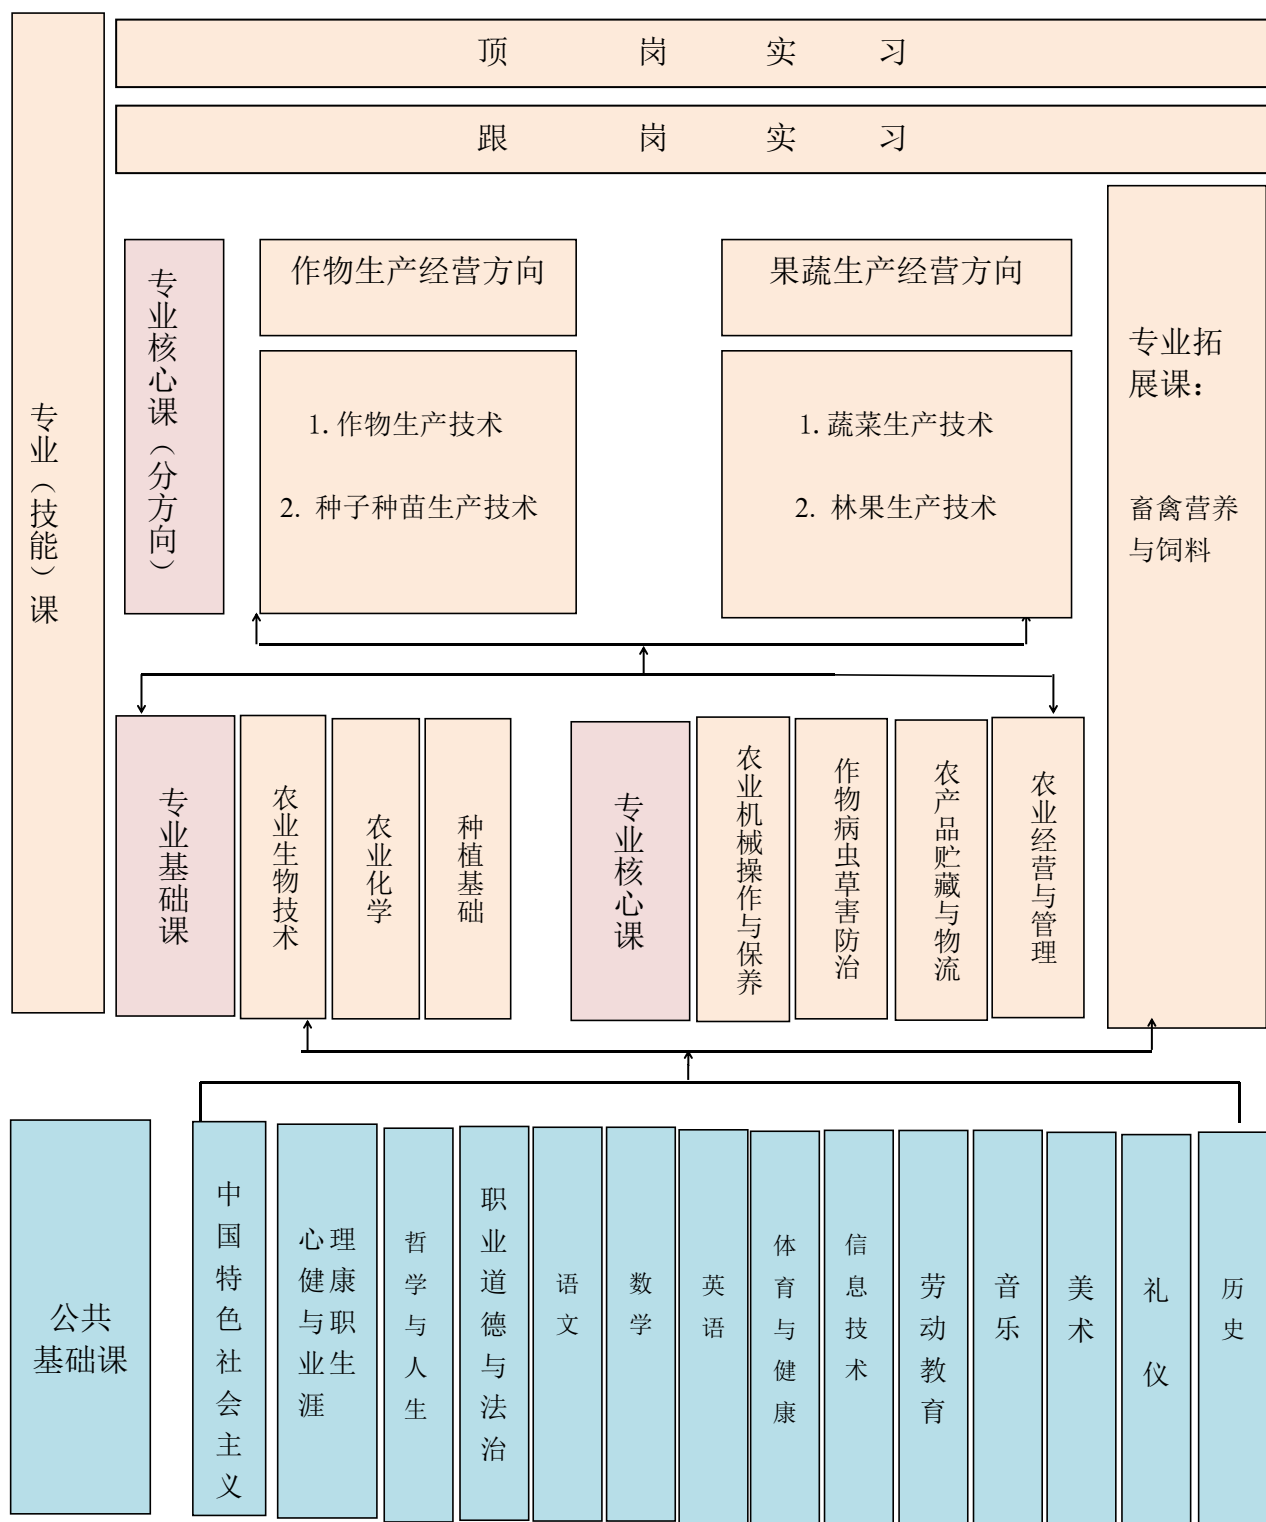 顶岗实习
跟岗实习
专业（技能）课
专业核心课（分方向）
作物生产经营方向
1.作物生产技术
2. 种子种苗生产技术
果蔬生产经营方向
1.蔬菜生产技术
2. 林果生产技术
专业拓
展课：
畜禽营养
与饲料
专业基础课
农业生物技术
农业化学
种植基础
专业核心课
农业机械操作与保养
作物病虫草害防治
农产品贮藏与物流
农业经营与管理
公共
基础课
中国特色社会主义
心理
健康
与职
业生
涯
哲学与人生
职业道德与法治
语文
数学
英语
体育与健康
信息技术
劳动教育
音乐
美术
礼仪
历史